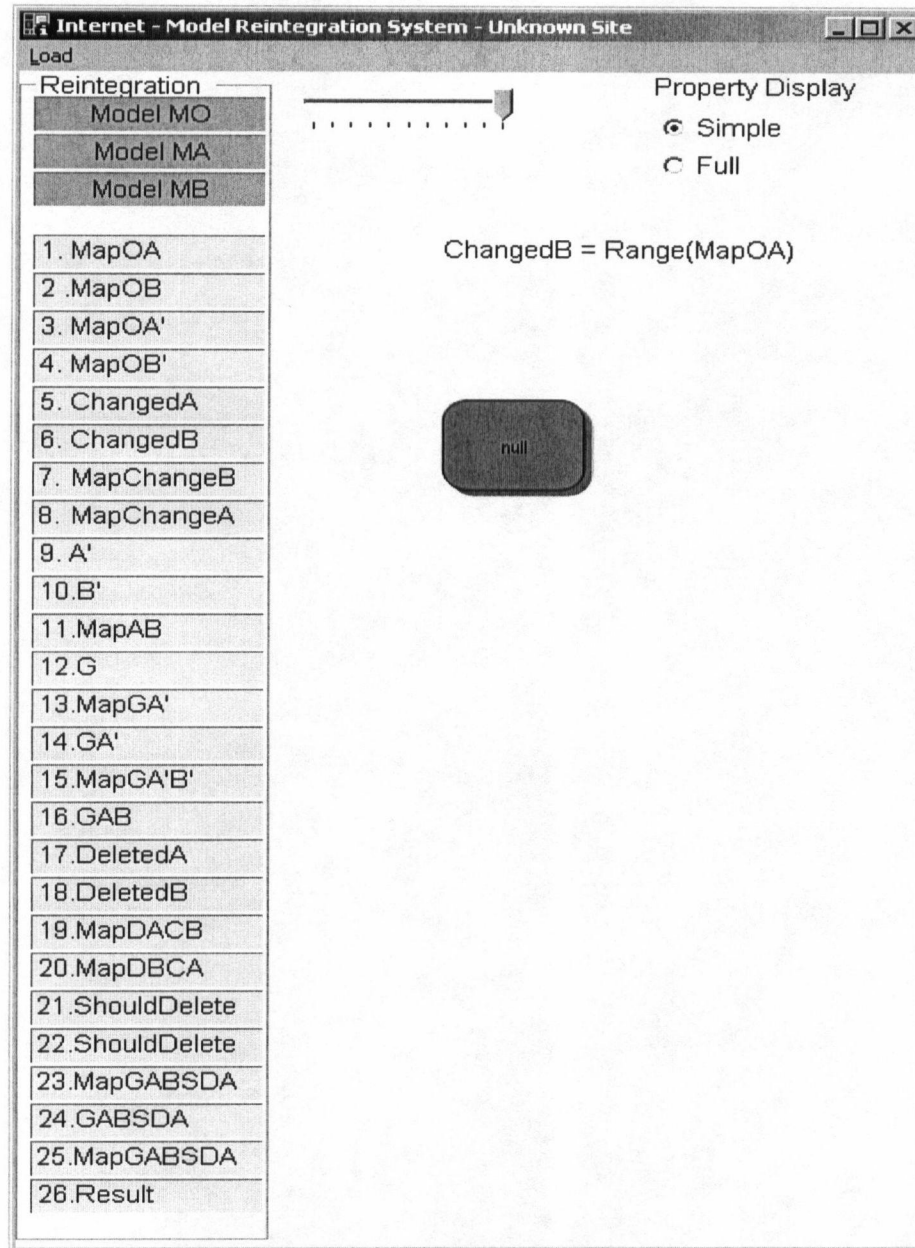 Internet - Model Reintegration System - Unknown Site
Load
Reintegration
Model MO
Model MA
Model MB
1. MapOA
2 .MapOB
3. MapOA'
4. MapOB'
5. ChangedA
6. ChangedB
7. MapChangeB
8. MapChangeA
9. A'
10.B'
11.MapAB
12.G
13.MapGA'
14.GA'
15.MapGA'B'
16.GAB
17.DeletedA
18.DeletedB
19.MapDACB
20.MapDBCA
21.ShouldDelete
22.ShouldDelete
23.MapGABSDA
24.GABSDA
25.MapGABSDA
26.Result
Property Display
Simple
Full
ChangedB = Range(MapOA)
null